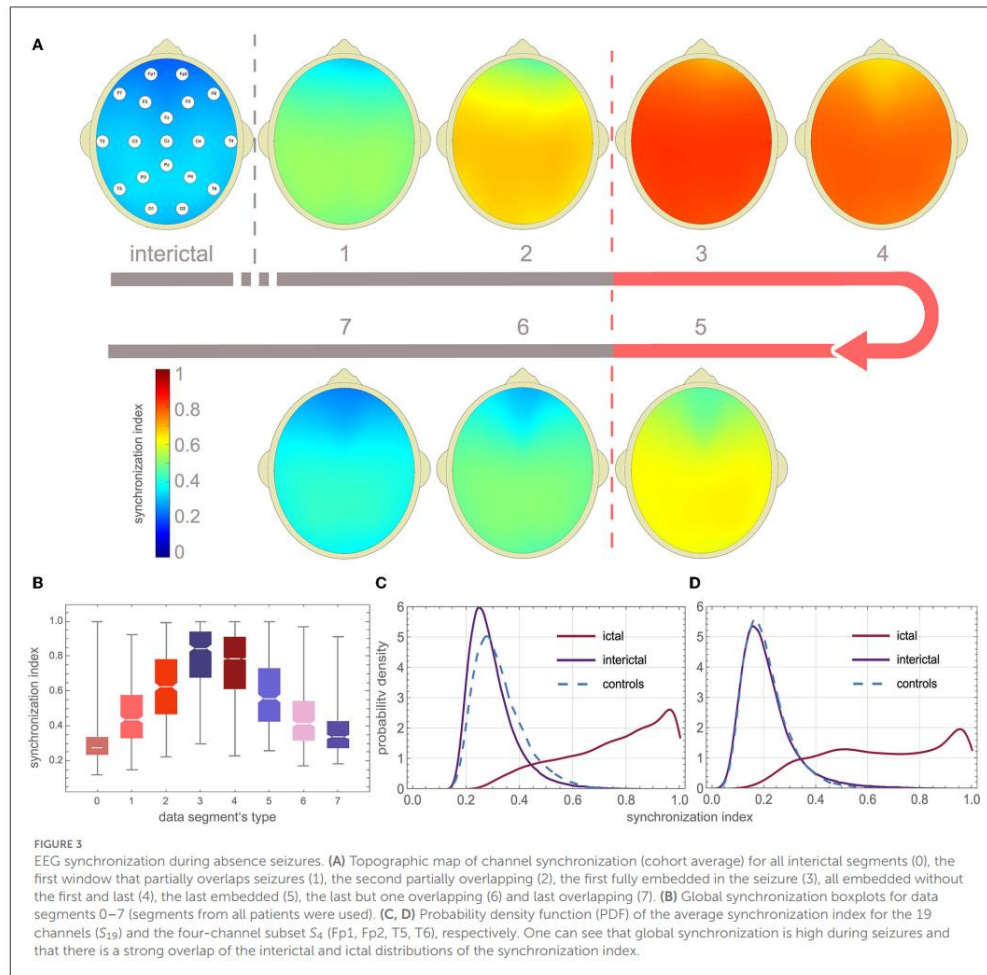 A
Fp1 Fp2
F7 F3 F4 F8
Fz
T3 C3 Cz C4 T4
Pz
P3 P4
T5 T6
O1 O2
interictal 1 2 3 4
7 6 5
synchronization index
1
0.8
0.6
0.4
0.2
0
B
synchronization index
1.0
0.8
0.6
0.4
0.2
0 1 2 3 4 5 6 7
data segment's type
C
probability density
6
5
4
3
2
1
0
ictal
interictal
controls
0.0 0.2 0.4 0.6 0.8 1.0
D
6
5
4
3
2
1
0
ictal
interictal
controls
0.0 0.2 0.4 0.6 0.8 1.0
synchronization index
FIGURE 3
EEG synchronization during absence seizures. (A) Topographic map of channel synchronization (cohort average) for all interictal segments (0), the
first window that partially overlaps seizures (1), the second partially overlapping (2), the first fully embedded in the seizure (3), all embedded without
the first and last (4), the last embedded (5), the last but one overlapping (6) and last overlapping (7). (B) Global synchronization boxplots for data
segments 0–7 (segments from all patients were used). (C, D) Probability density function (PDF) of the average synchronization index for the 19
channels (S19) and the four-channel subset S4 (Fp1, Fp2, T5, T6), respectively. One can see that global synchronization is high during seizures and
that there is a strong overlap of the interictal and ictal distributions of the synchronization index.